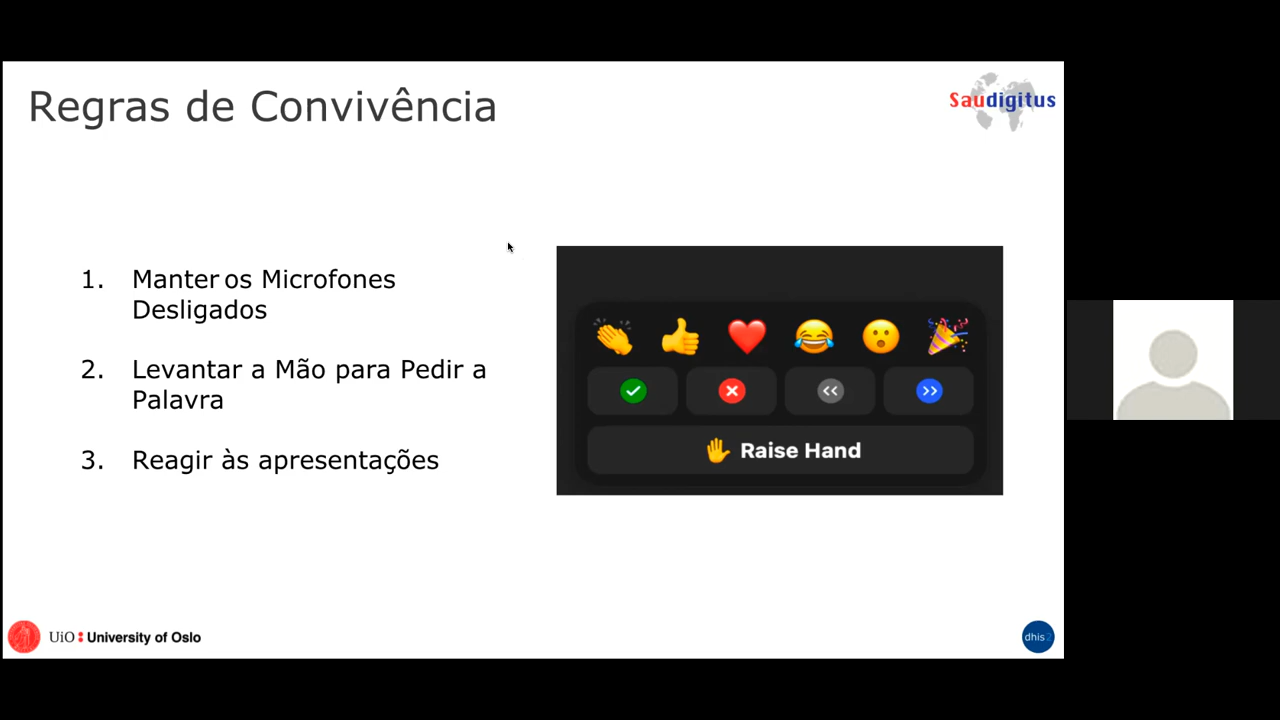 Regras de Convivência
Saudigitus
1. Manter os Microfones
Desligados
2. Levantar a Mão para Pedir a
Palavra
3. Reagir às apresentações
Raise Hand
UiO : University of Oslo
dhis2